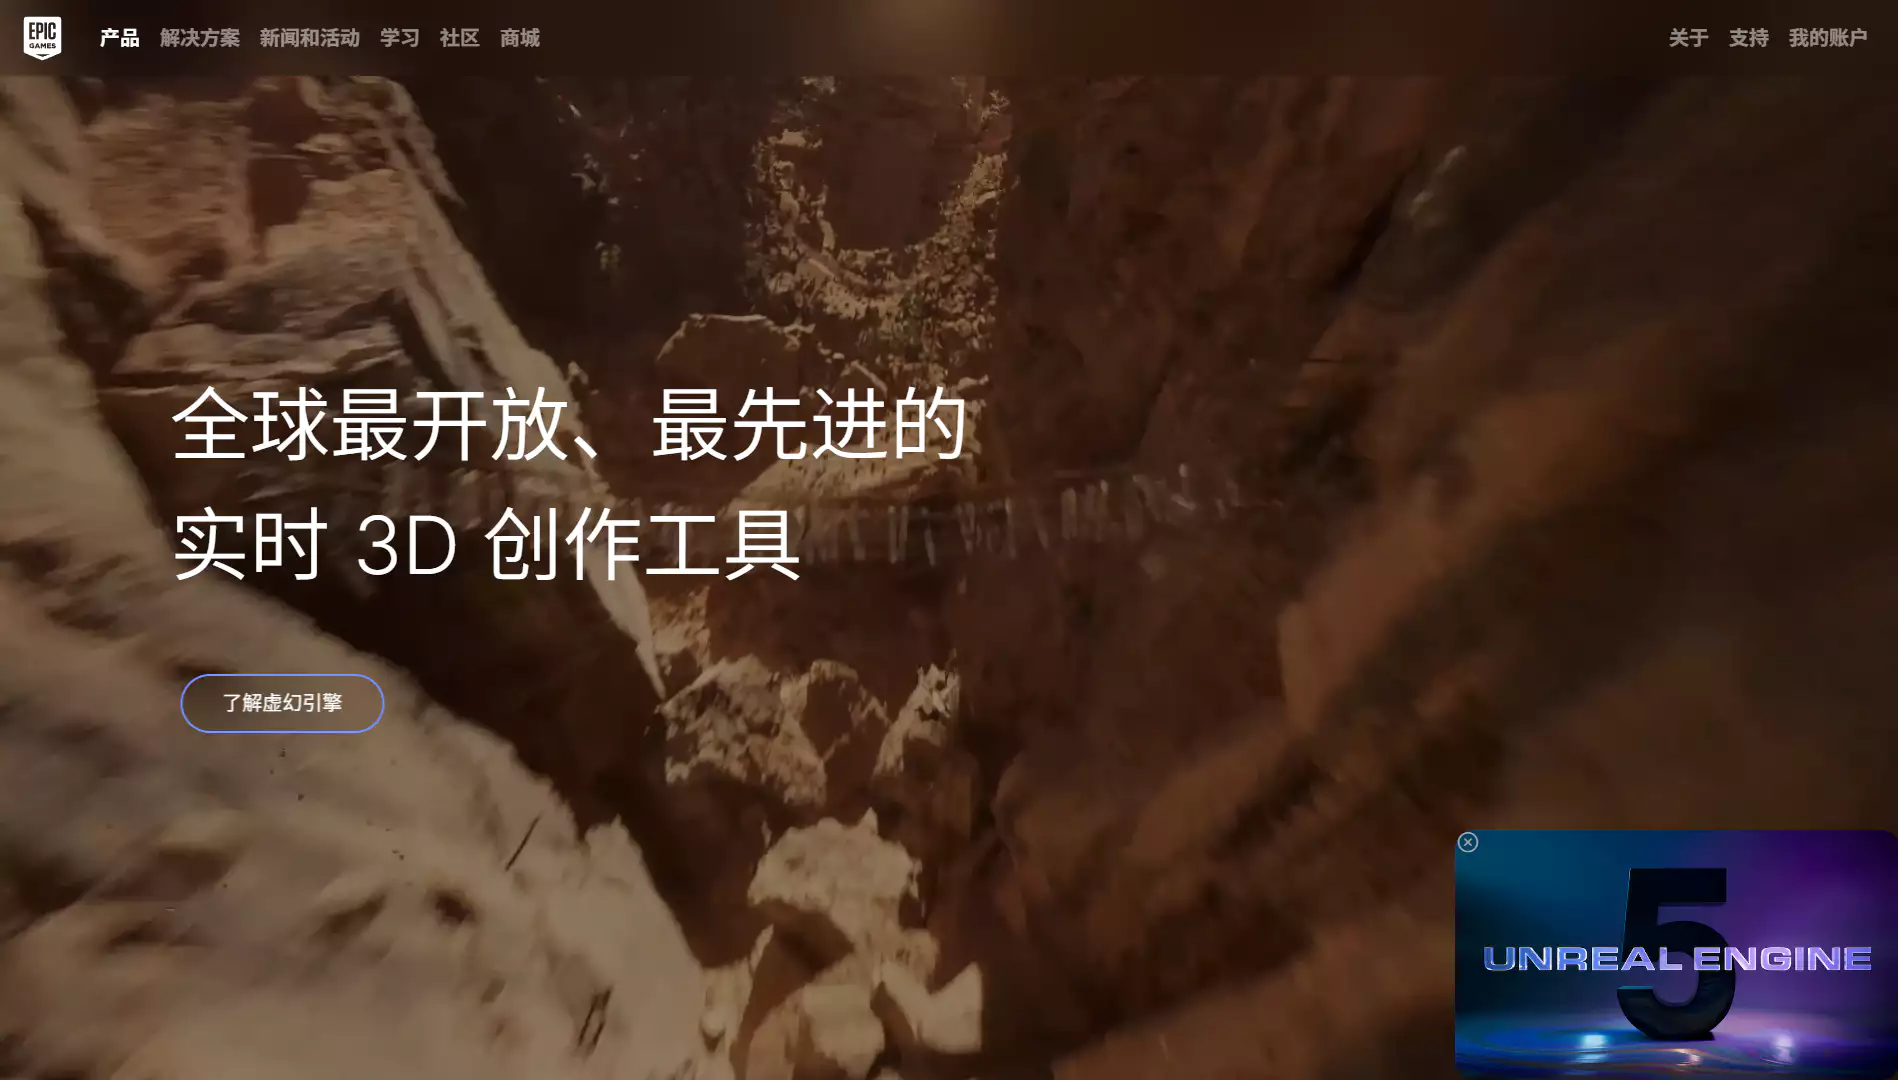 EPIC
GAMES
产品 解决方案 新闻和活动 学习 社区 商城
关于 支持 我的账户
全球最开放、最先进的
实时 3D 创作工具
了解虚幻引擎
5
UNREAL ENGINE